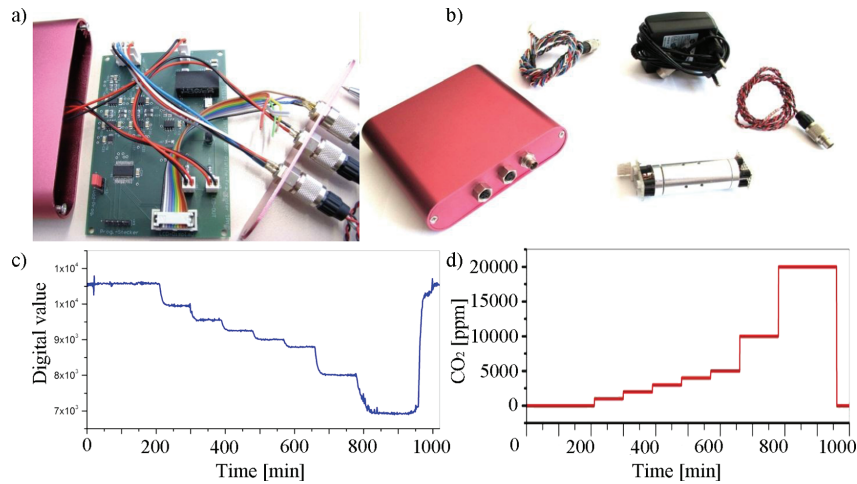 a)
b)
c)
Digital value
1x10⁴
1x10⁴
9x10³
8x10³
7x10³
0 200 400 600 800 1000
Time [min]
d)
CO₂ [ppm]
20000
15000
10000
5000
0
0 200 400 600 800 1000
Time [min]